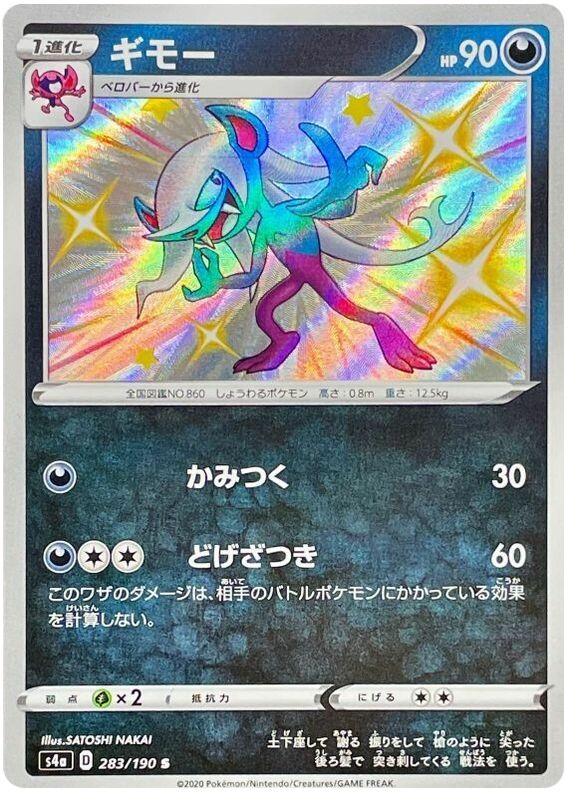 1進化
ギモー
HP90
ベロバーから進化
全国図鑑NO.860 しょうわるポケモン 高さ:0.8m 重さ:12.5kg
かみつく 30
どげざつき 60
このワザのダメージは、相手のバトルポケモンにかかっている効果
を計算しない。
弱点 ×2 抵抗力 にげる
Illus.SATOSHI NAKAI
s4a D 283/190 S
土下座して 謝る 振りをして 槍のように 尖った
後ろ髪で 突き刺してくる 戦法を 使う。
©2020 Pokémon/Nintendo/Creatures/GAME FREAK.